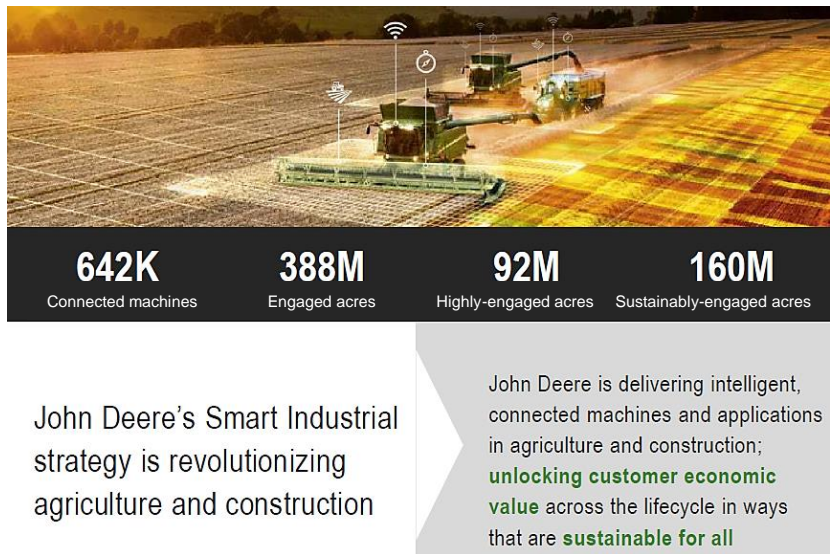 642K
Connected machines
388M
Engaged acres
92M
Highly-engaged acres
160M
Sustainably-engaged acres
John Deere’s Smart Industrial
strategy is revolutionizing
agriculture and construction
John Deere is delivering intelligent,
connected machines and applications
in agriculture and construction;
unlocking customer economic
value across the lifecycle in ways
that are sustainable for all